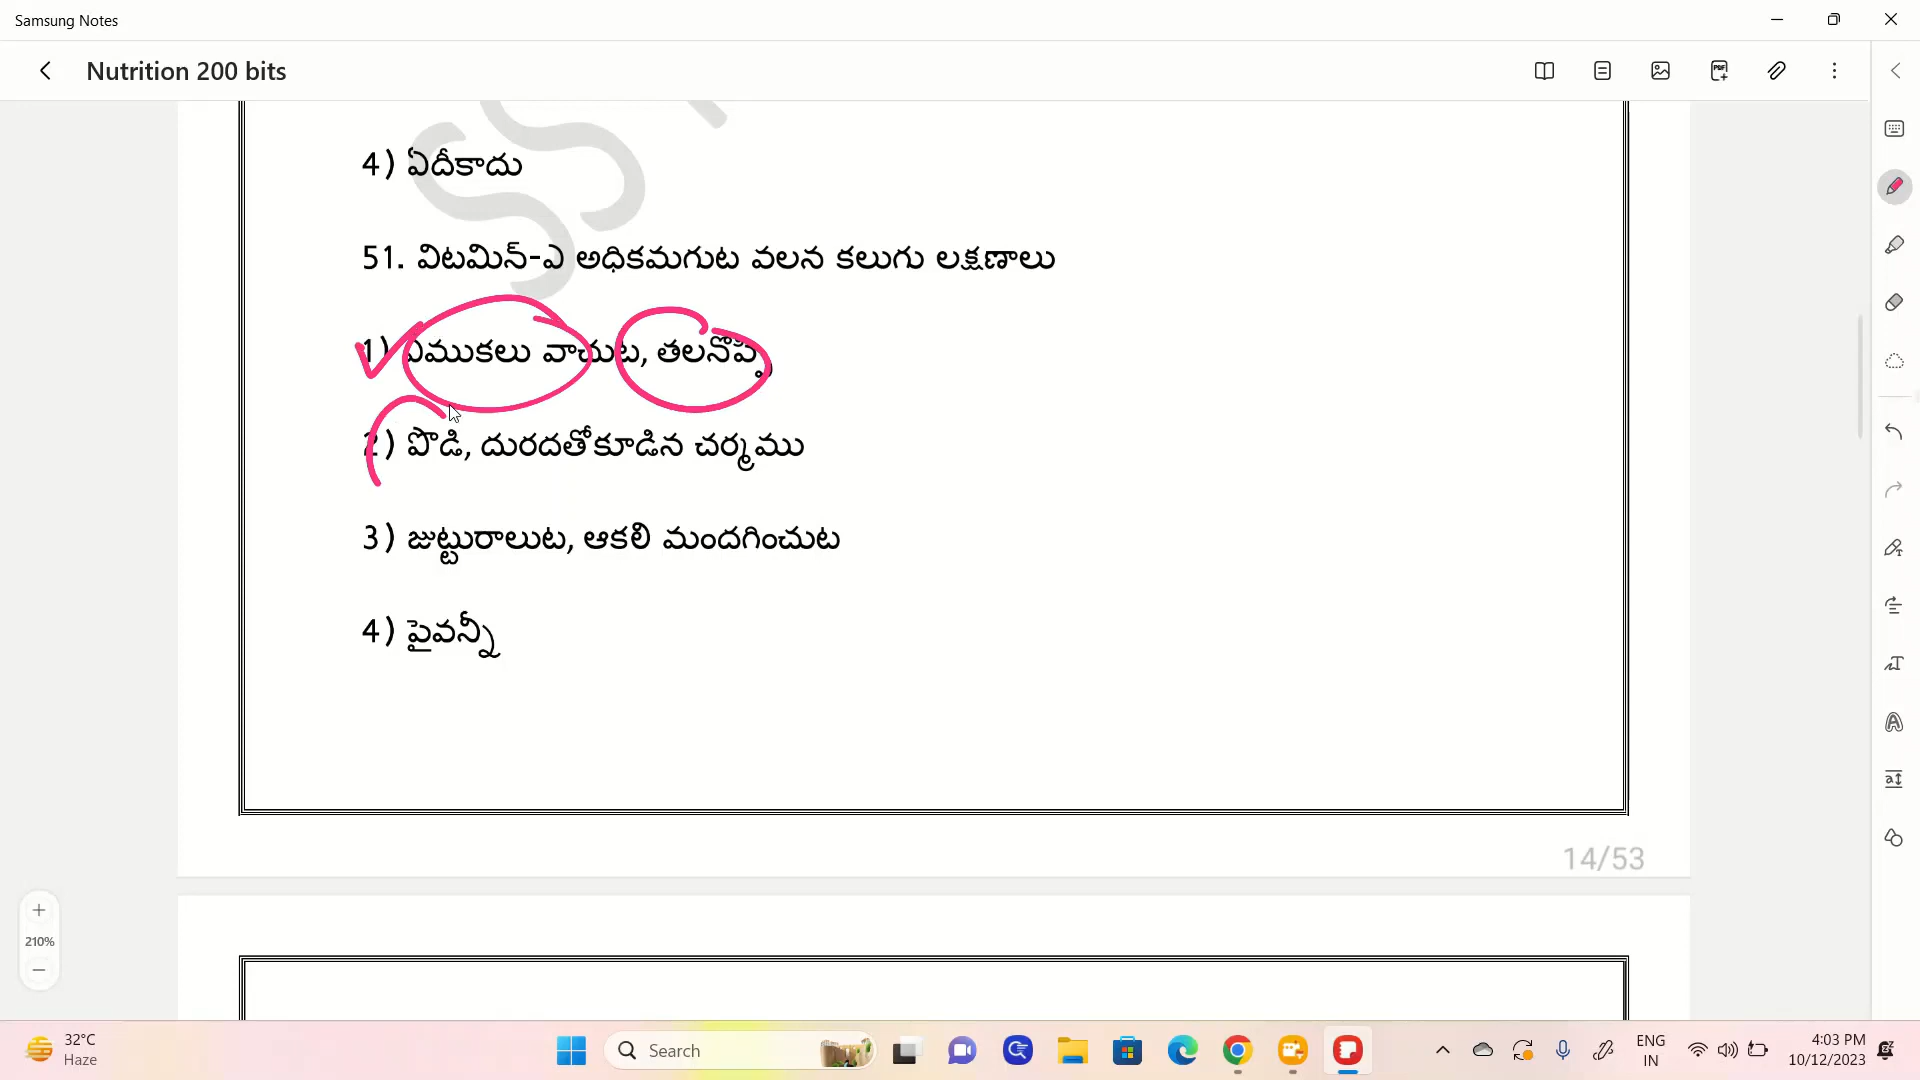 Samsung Notes
Nutrition 200 bits
4) ఏదీకాదు
51. విటమిన్-ఎ అధికమగుట వలన కలుగు లక్షణాలు
1) ఎముకలు వాచుట, తలనొప్పి
2) పొడి, దురదతోకూడిన చర్మము
3) జుట్టురాలుట, ఆకలి మందగించుట
4) పైవన్నీ
14/53
210%
32°C
Haze
Search
ENG
IN
4:03 PM
10/12/2023